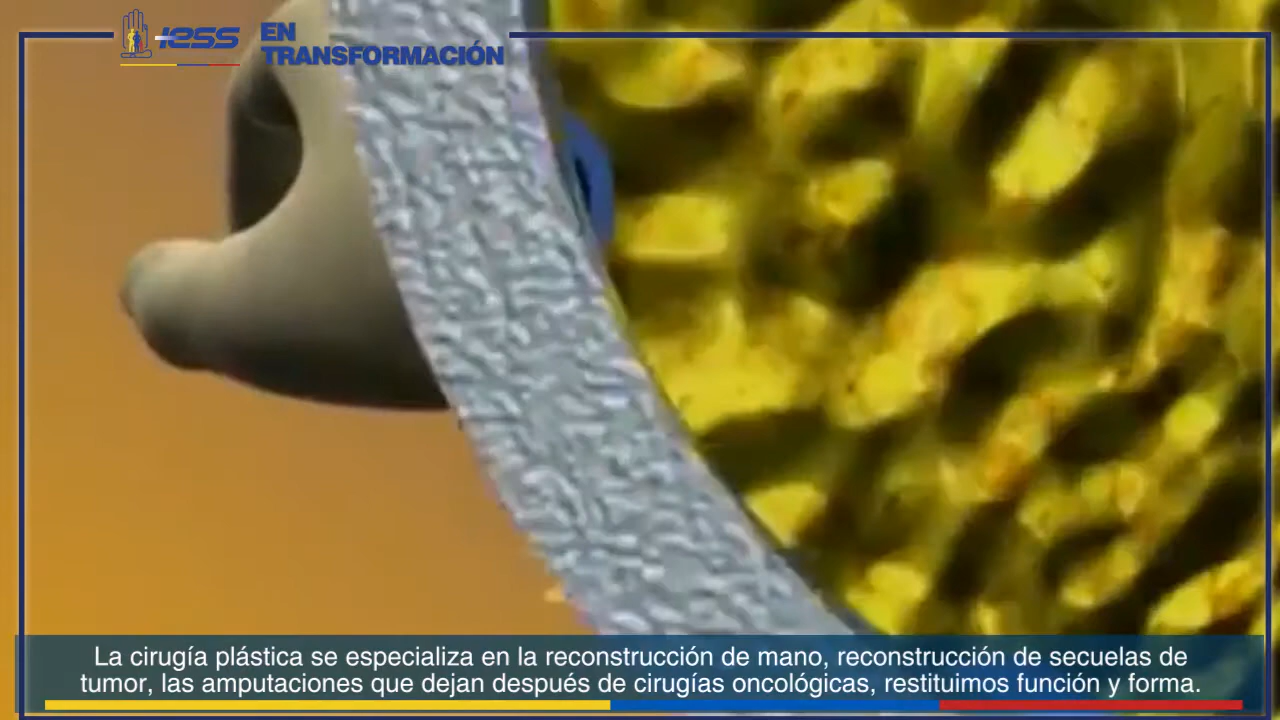 IESS
EN
TRANSFORMACIÓN
La cirugía plástica se especializa en la reconstrucción de mano, reconstrucción de secuelas de
tumor, las amputaciones que dejan después de cirugías oncológicas, restituimos función y forma.